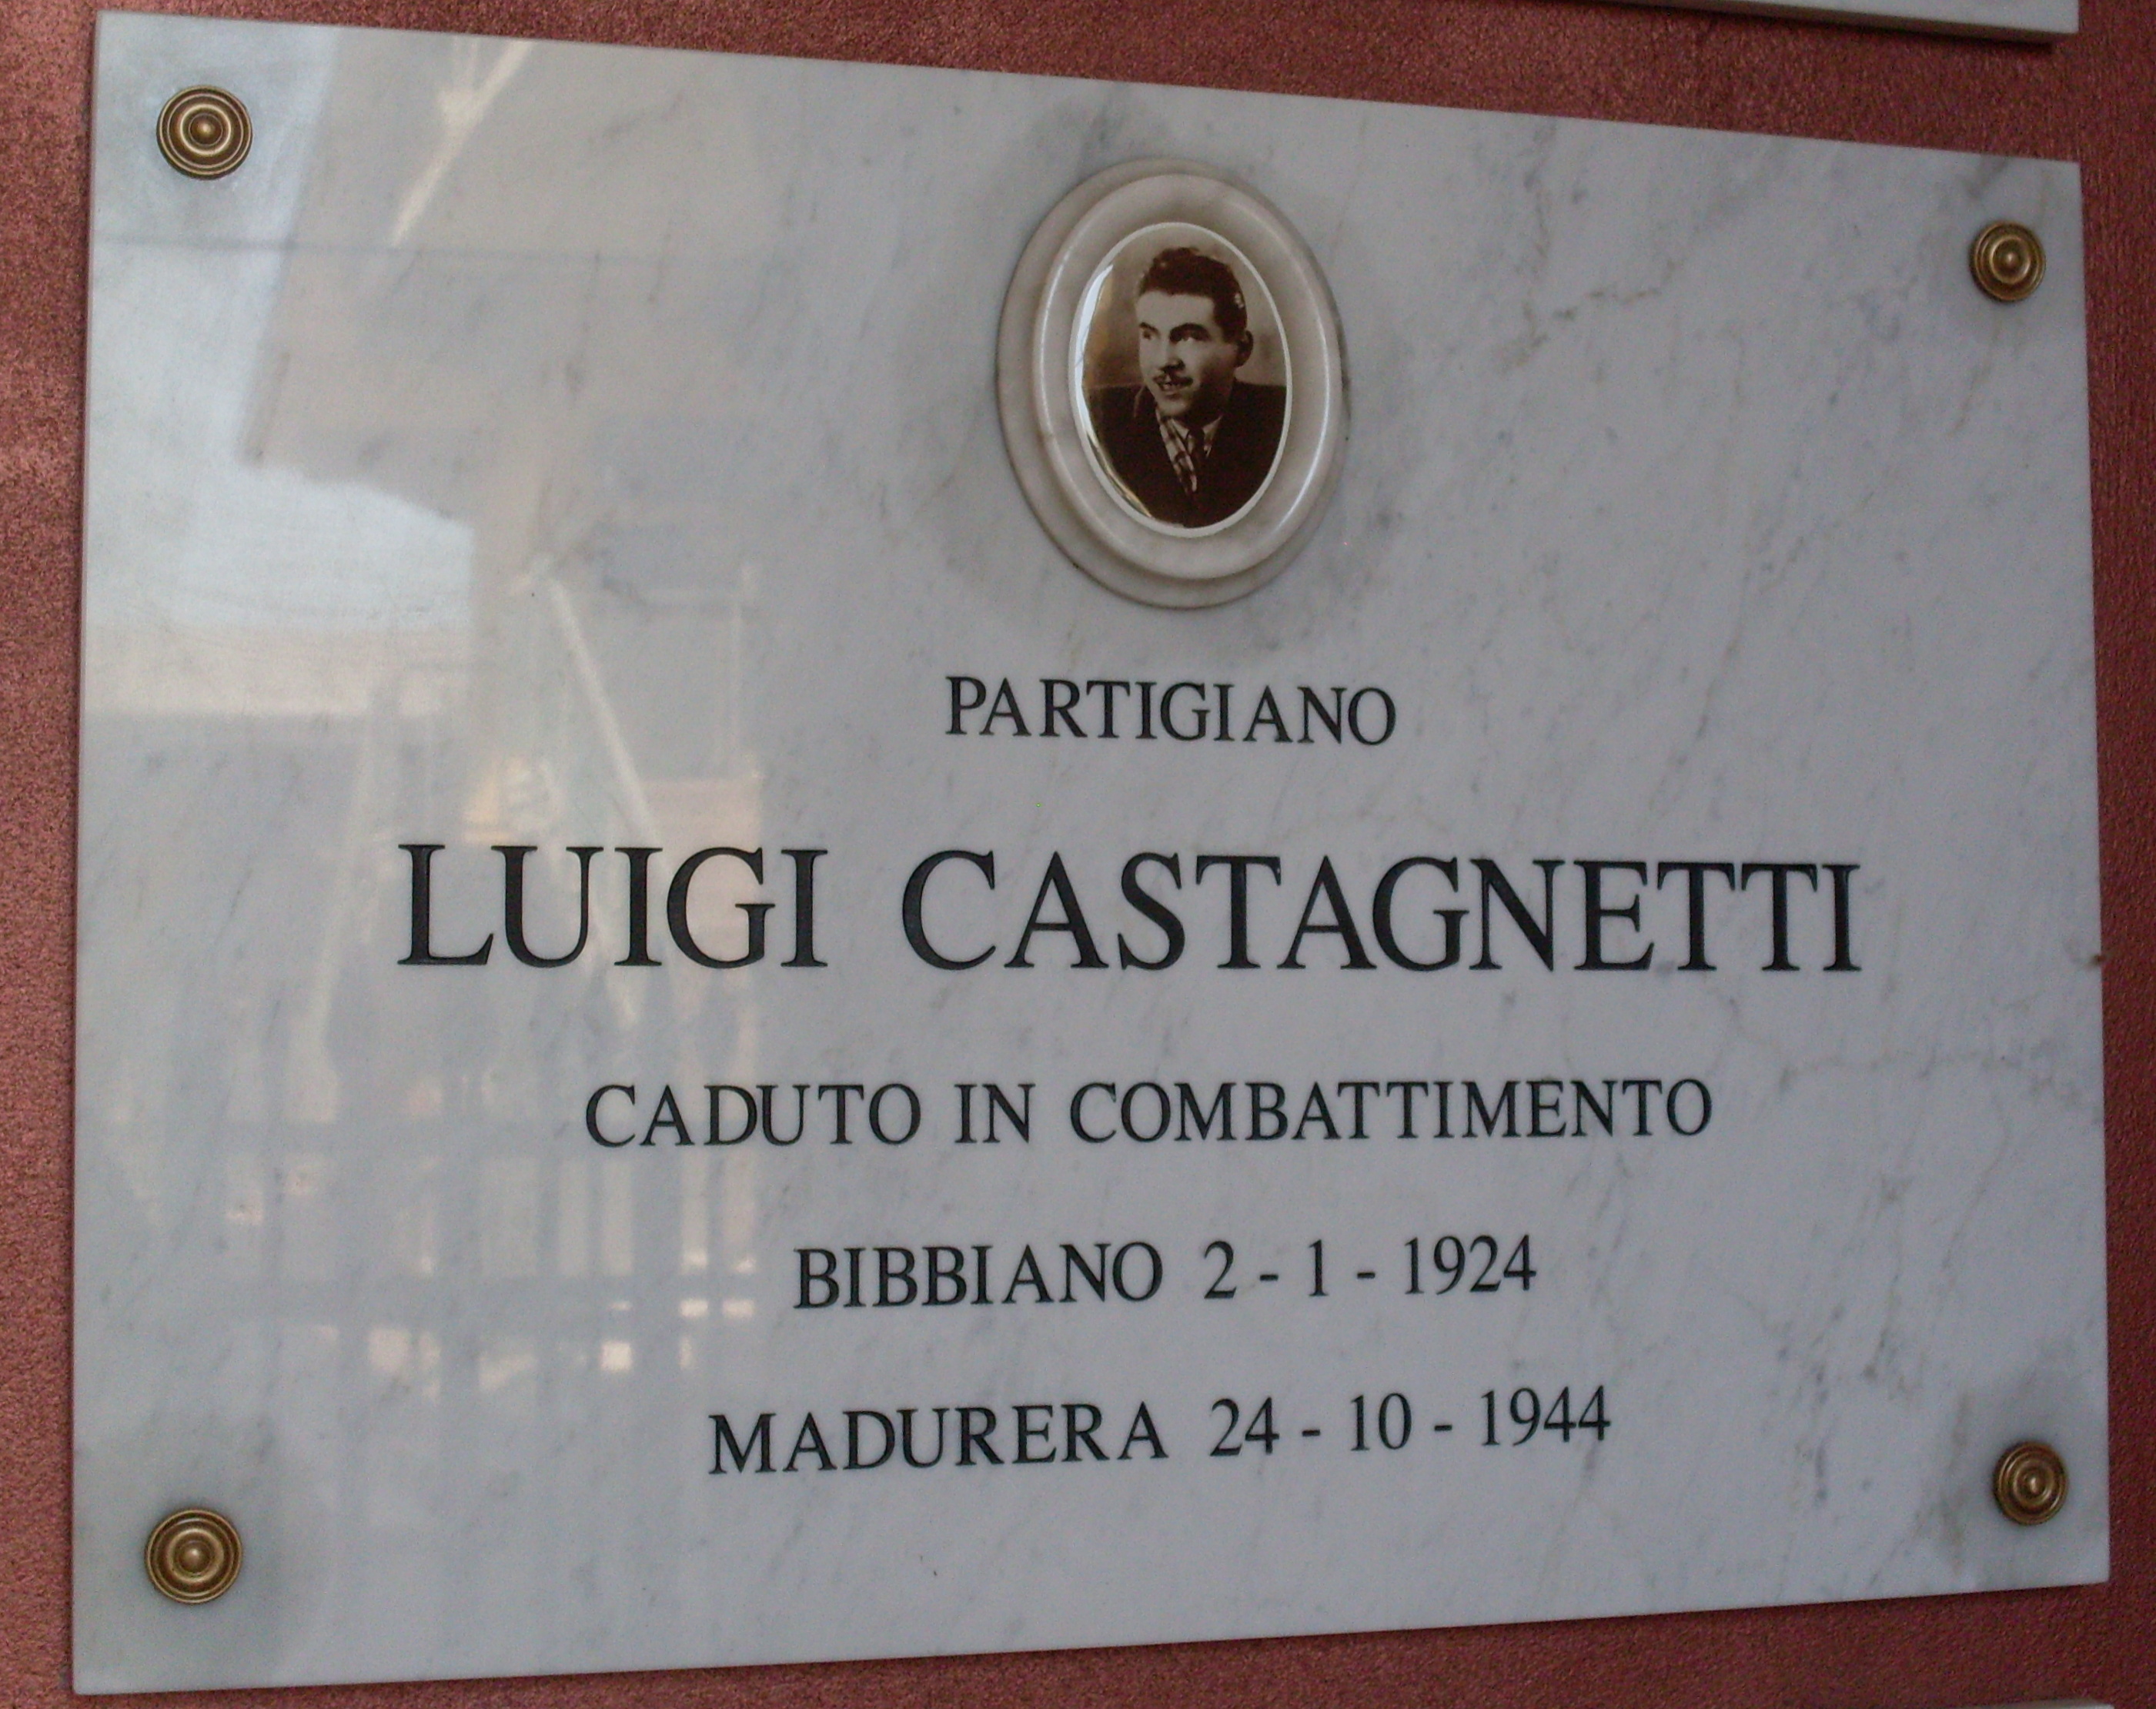 PARTIGIANO
LUIGI CASTAGNETTI
CADUTO IN COMBATTIMENTO
BIBBIANO 2 - 1 - 1924
MADURERA 24 - 10 - 1944